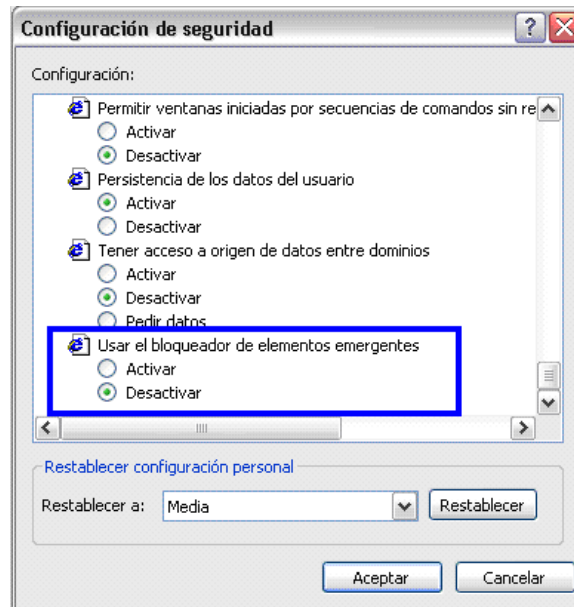 Configuración de seguridad
Configuración:
Permitir ventanas iniciadas por secuencias de comandos sin re
Activar
Desactivar
Persistencia de los datos del usuario
Activar
Desactivar
Tener acceso a origen de datos entre dominios
Activar
Desactivar
Pedir datos
Usar el bloqueador de elementos emergentes
Activar
Desactivar
Restablecer configuración personal
Restablecer a: Media Restablecer
Aceptar Cancelar